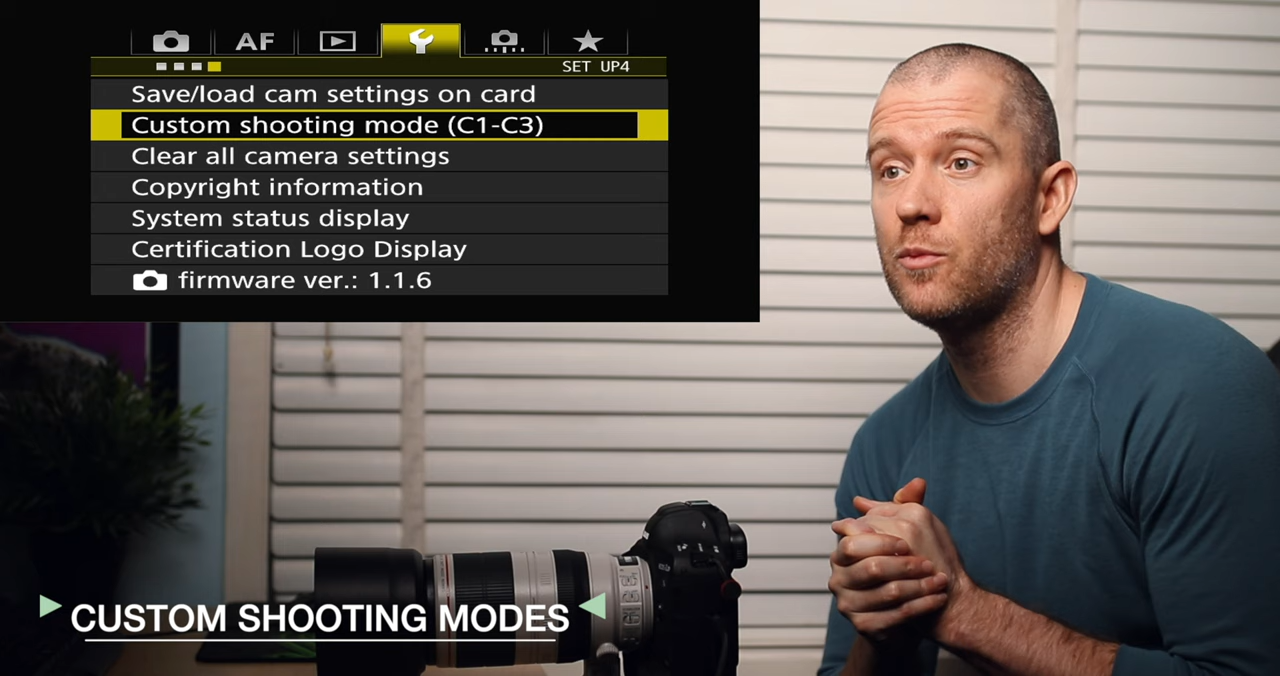 AF
SET UP4
Save/load cam settings on card
Custom shooting mode (C1-C3)
Clear all camera settings
Copyright information
System status display
Certification Logo Display
firmware ver.: 1.1.6
CUSTOM SHOOTING MODES